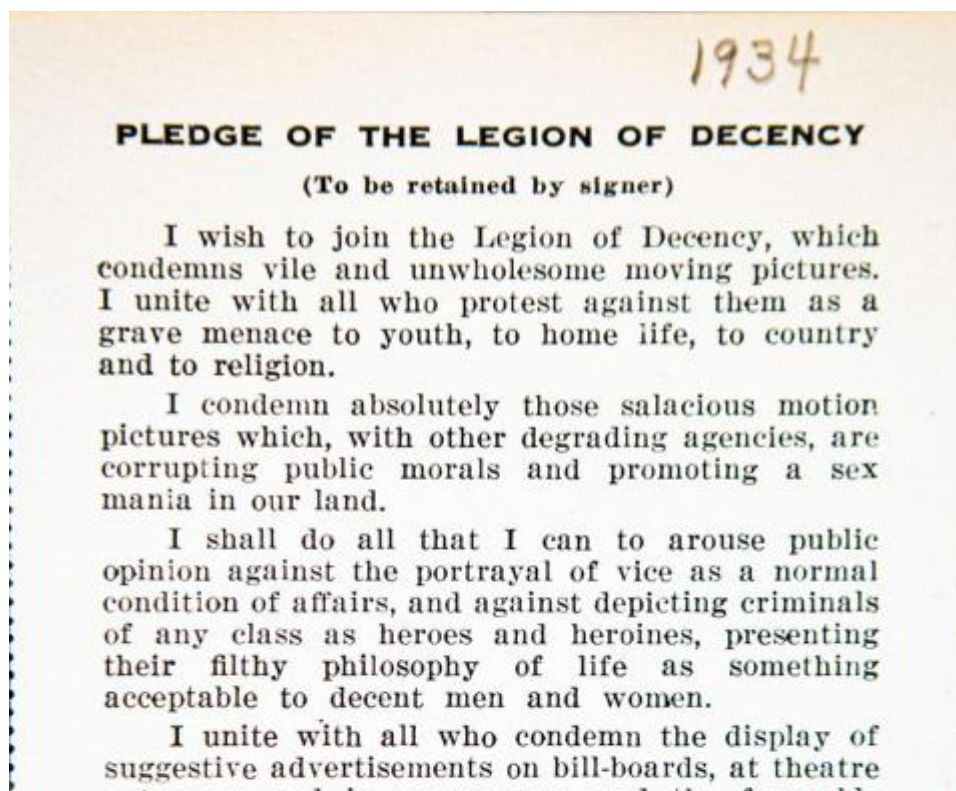 1934
PLEDGE OF THE LEGION OF DECENCY
(To be retained by signer)
I wish to join the Legion of Decency, which
condemns vile and unwholesome moving pictures.
I unite with all who protest against them as a
grave menace to youth, to home life, to country
and to religion.
I condemn absolutely those salacious motion
pictures which, with other degrading agencies, are
corrupting public morals and promoting a sex
mania in our land.
I shall do all that I can to arouse public
opinion against the portrayal of vice as a normal
condition of affairs, and against depicting criminals
of any class as heroes and heroines, presenting
their filthy philosophy of life as something
acceptable to decent men and women.
I unite with all who condemn the display of
suggestive advertisements on bill-boards, at theatre